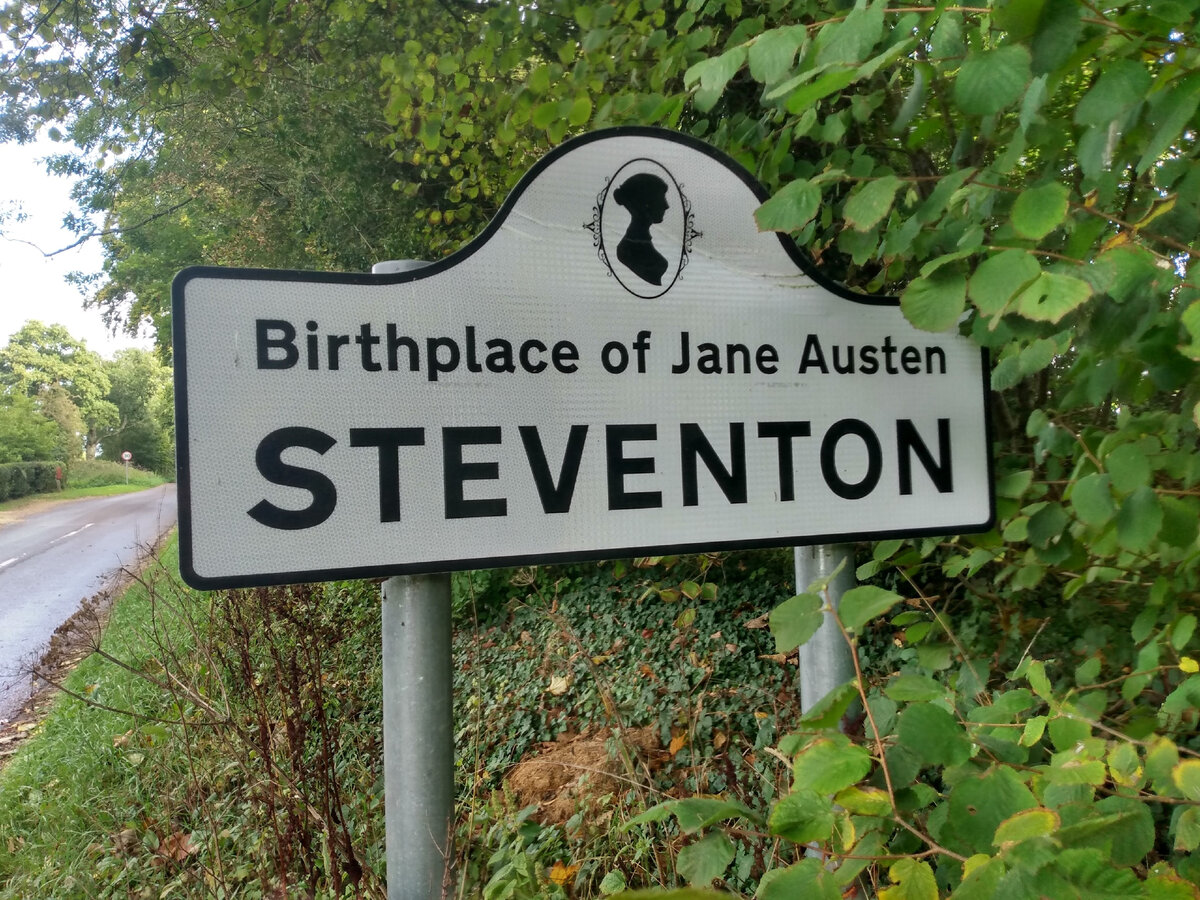 Birthplace of Jane Austen
STEVENTON